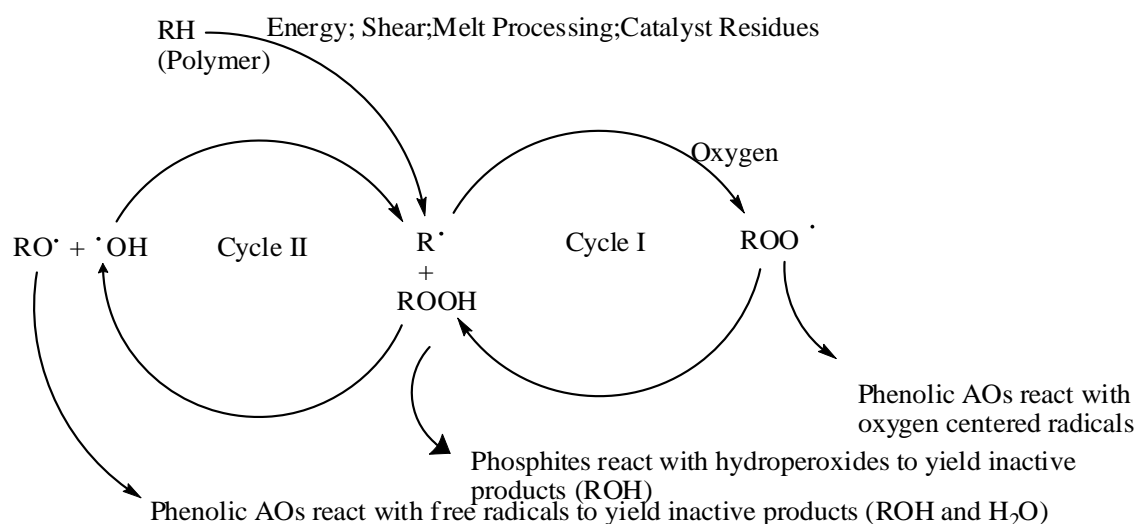 RH
Energy; Shear;Melt Processing;Catalyst Residues
(Polymer)
Oxygen
RO· + ·OH
Cycle II
R·
Cycle I
ROO ·
+
ROOH
Phenolic AOs react with
oxygen centered radicals
Phosphites react with hydroperoxides to yield inactive
products (ROH)
Phenolic AOs react with free radicals to yield inactive products (ROH and H₂O)